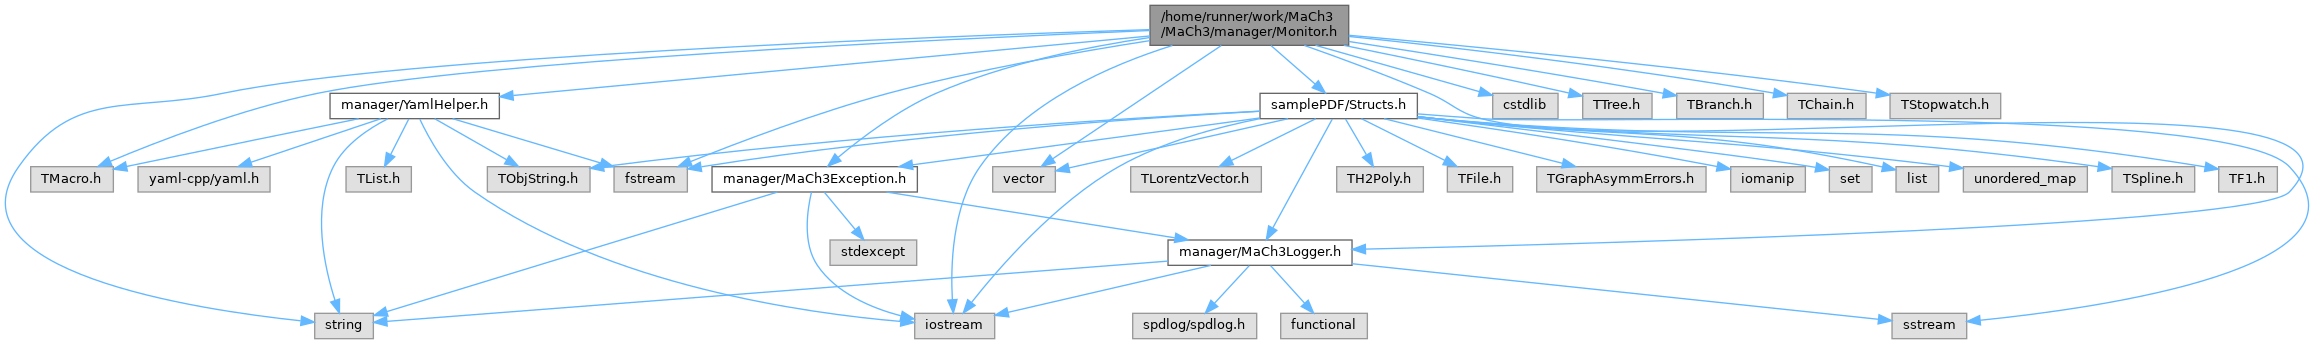 /home/runner/work/MaCh3
/MaCh3/manager/Monitor.h
manager/YamlHelper.h
samplePDF/Structs.h
cstdlib
TTree.h
TBranch.h
TChain.h
TStopwatch.h
TMacro.h
yaml-cpp/yaml.h
TList.h
TObjString.h
fstream
manager/MaCh3Exception.h
vector
TLorentzVector.h
TH2Poly.h
TFile.h
TGraphAsymmErrors.h
iomanip
set
list
unordered_map
TSpline.h
TF1.h
stdexcept
manager/MaCh3Logger.h
string
iostream
spdlog/spdlog.h
functional
sstream